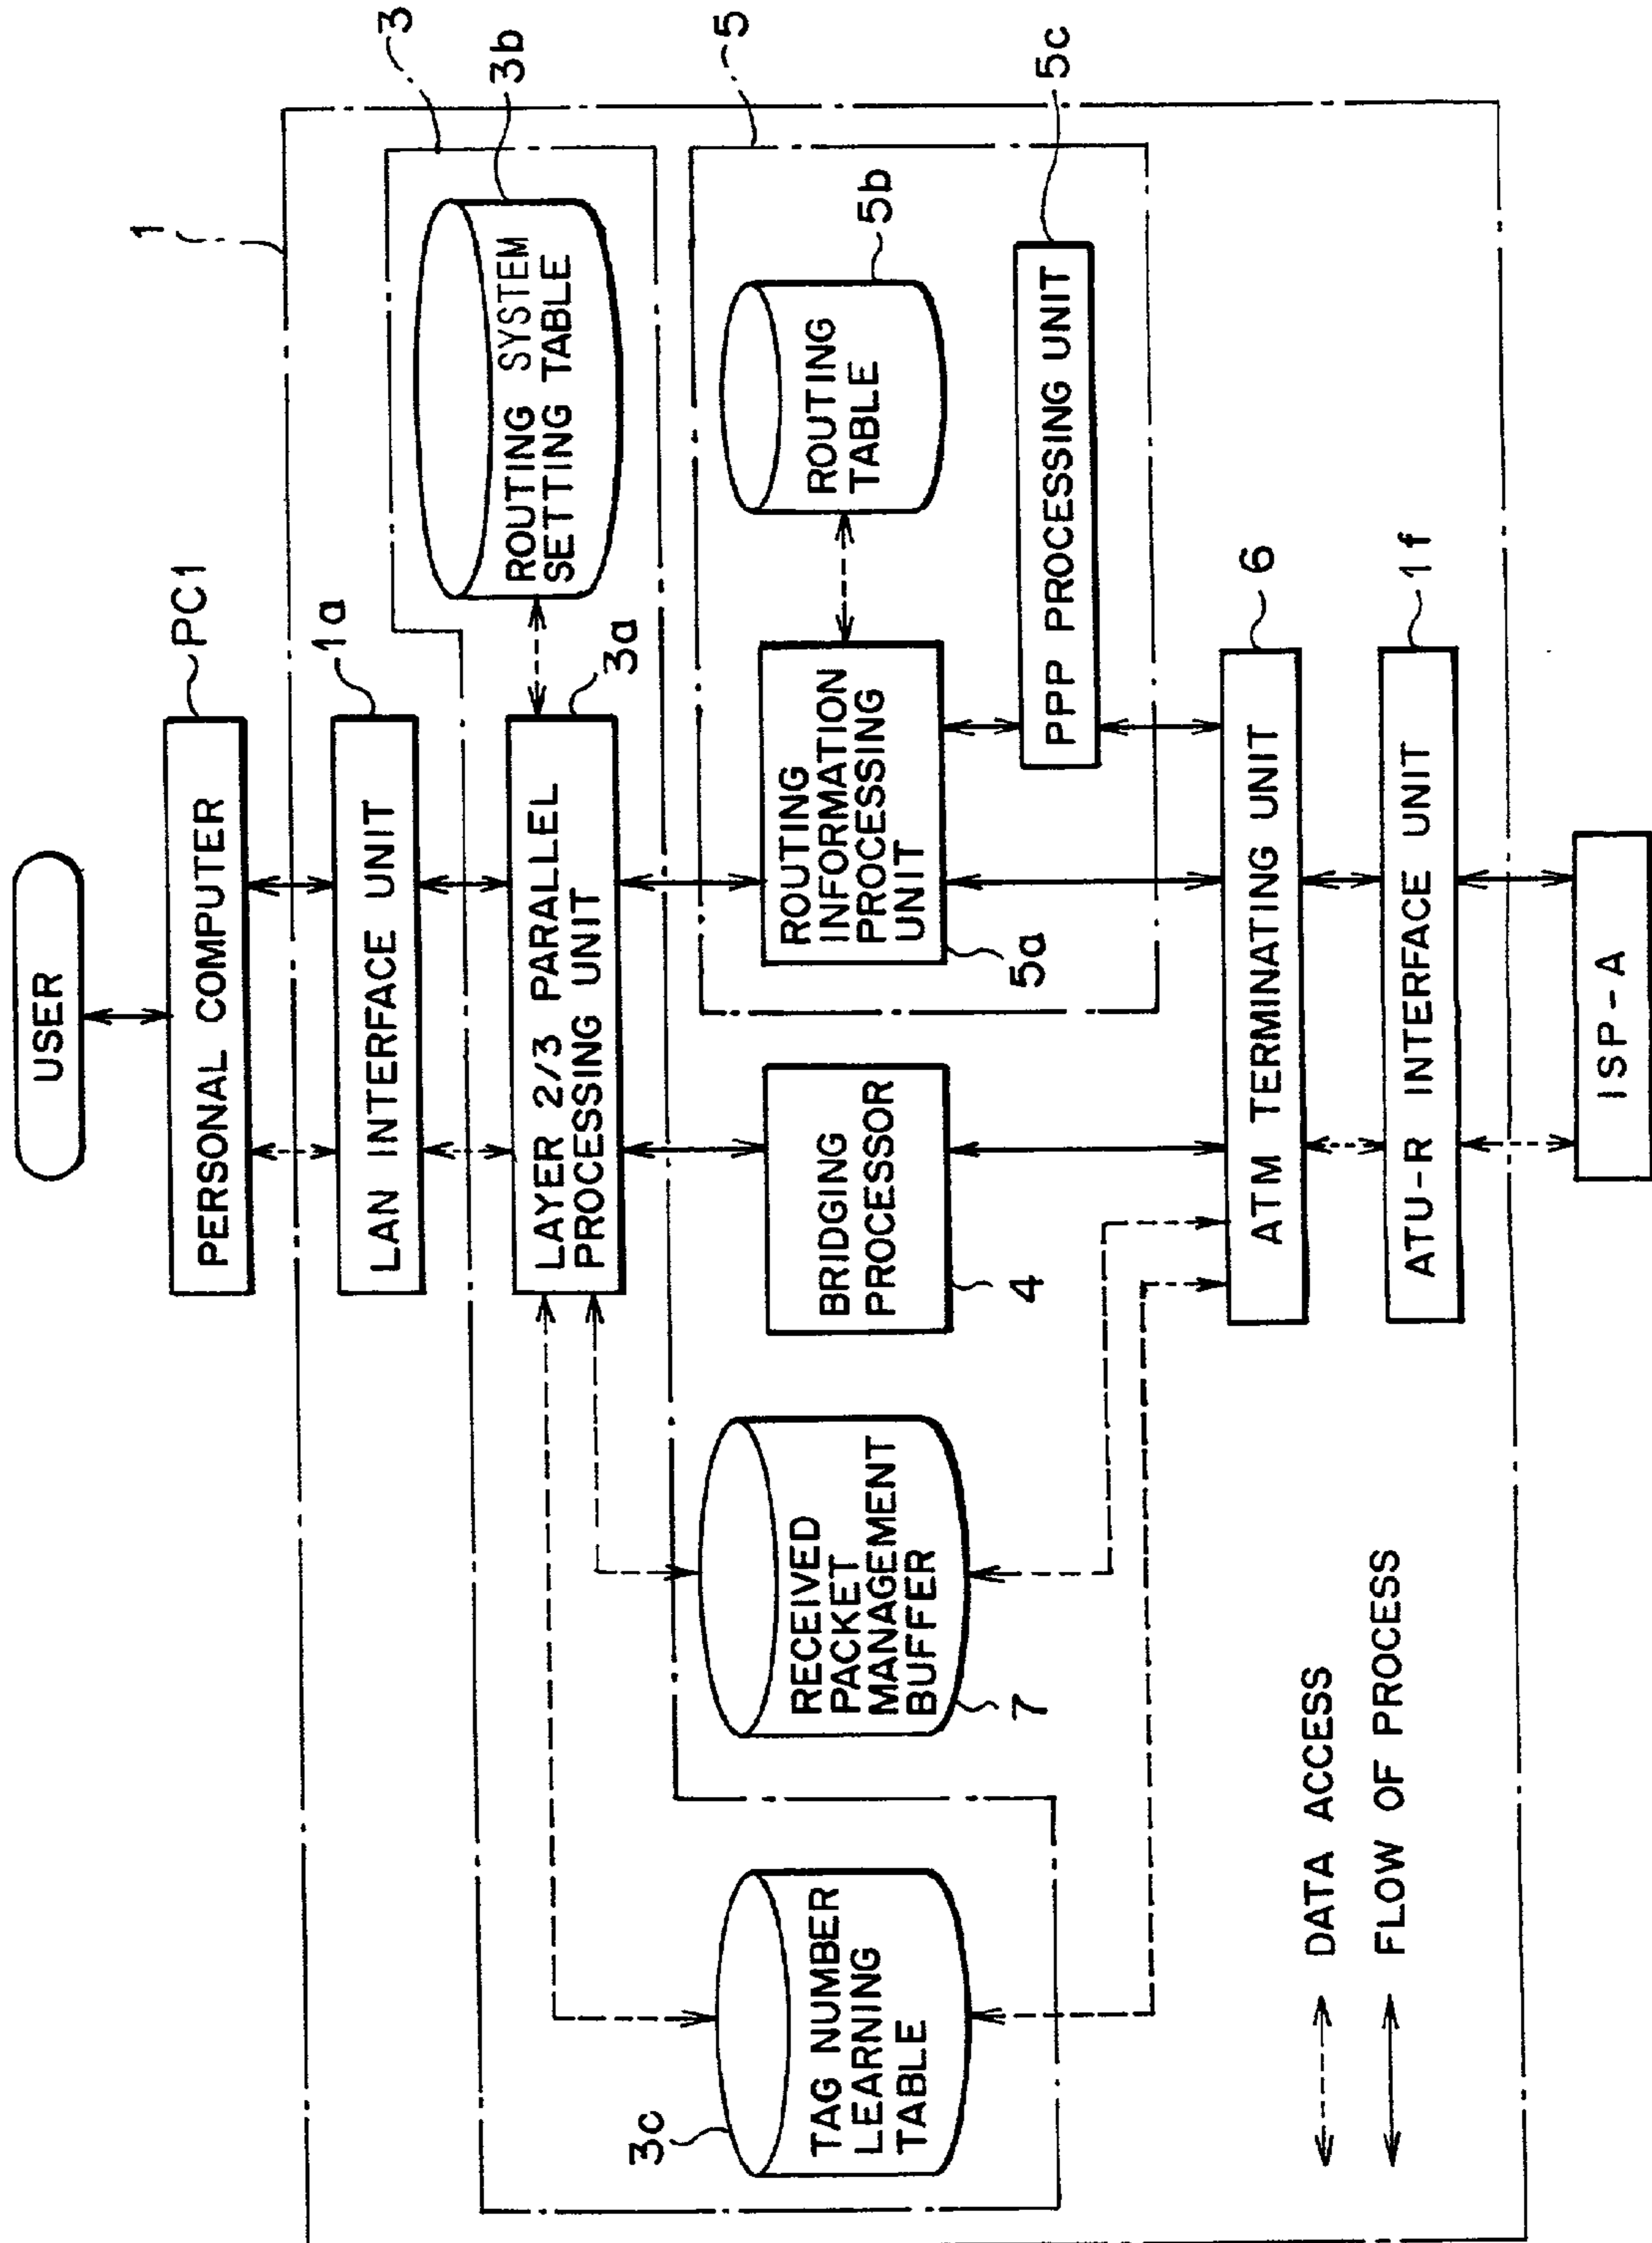 USER
PERSONAL COMPUTER
PC1
1
LAN INTERFACE UNIT
1a
3
LAYER 2/3 PARALLEL
PROCESSING UNIT
3a
ROUTING SYSTEM
SETTING TABLE
3b
3c
TAG NUMBER
LEARNING
TABLE
RECEIVED
PACKET
MANAGEMENT
BUFFER
7
BRIDGING
PROCESSOR
4
5
ROUTING
INFORMATION
PROCESSING
UNIT
5a
ROUTING
TABLE
5b
PPP PROCESSING UNIT
5c
ATM TERMINATING UNIT
6
ATU-R INTERFACE UNIT
1f
ISP-A
DATA ACCESS
FLOW OF PROCESS